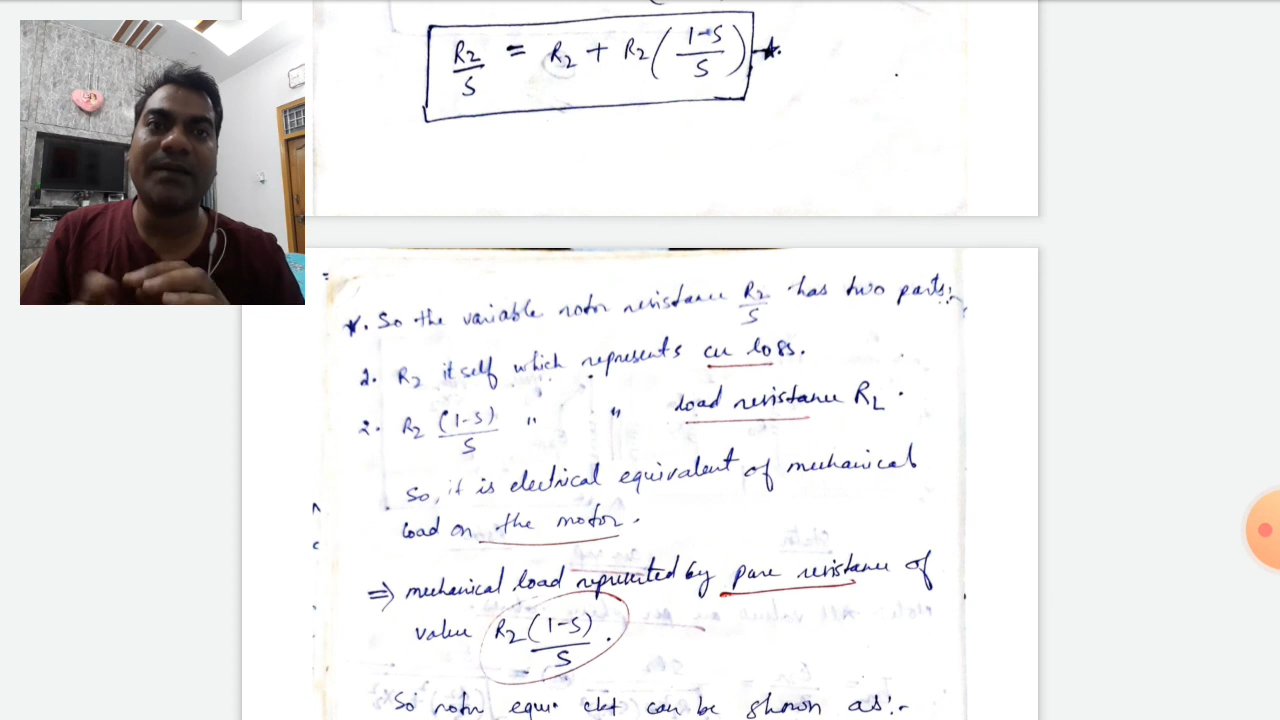 R2/S = R2 + R2 (1-S/S) *.
*. So the variable rotor resistance R2/S has two parts:-
1. R2 itself which represents cu loss.
2. R2 (1-S)/S " " load resistance RL.
So, it is electrical equivalent of mechanical
load on the motor.
⇒ mechanical load represented by pure resistance of
value R2 (1-S)/S.
So rotor equi. ckt can be shown as:-